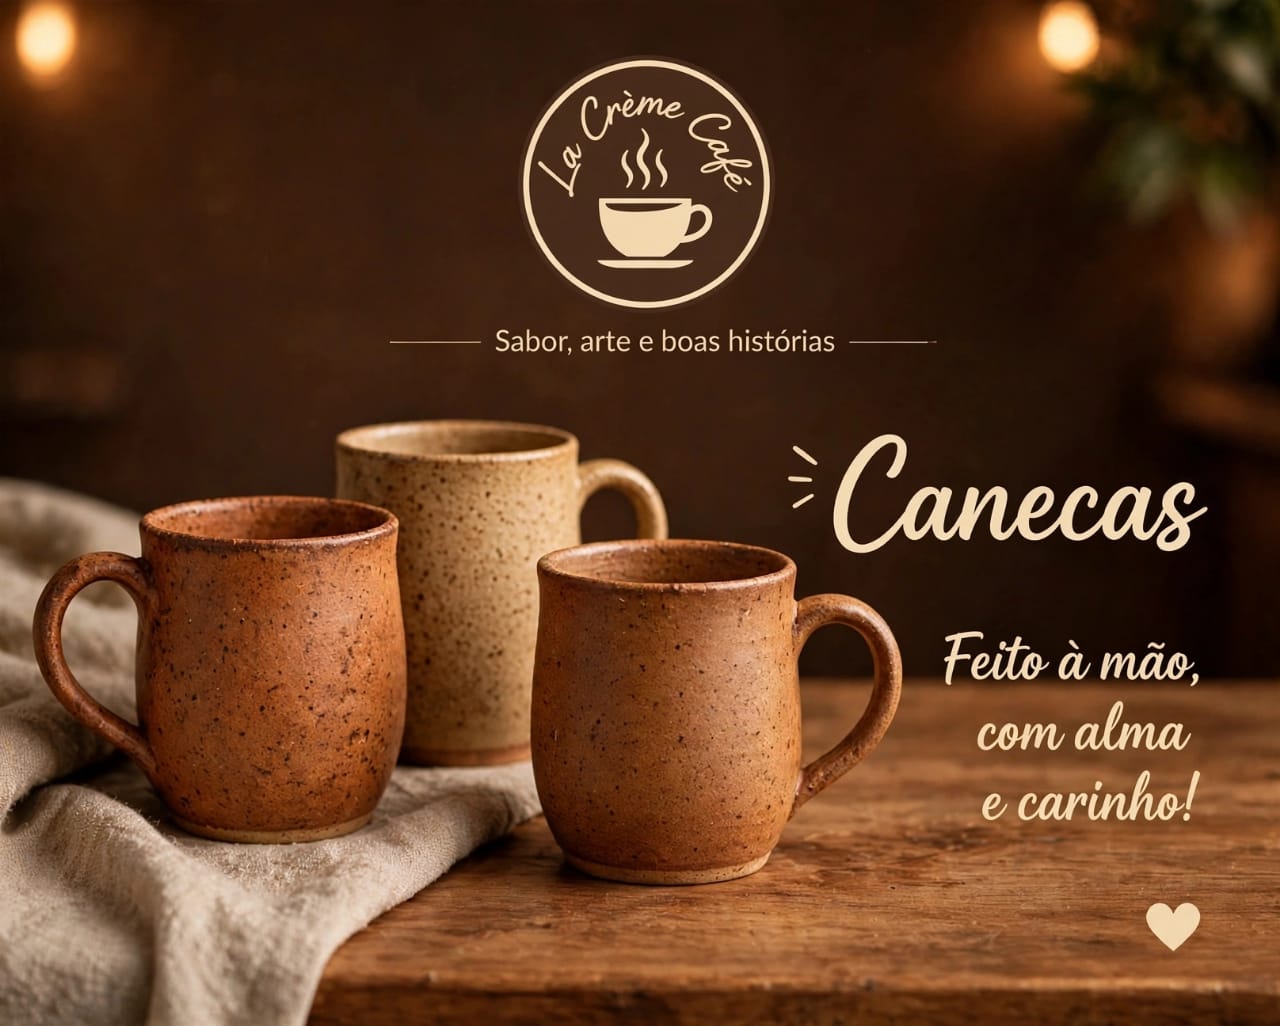 La Crème Café
Sabor, arte e boas histórias
Canecas
Feito à mão,
com alma
e carinho!